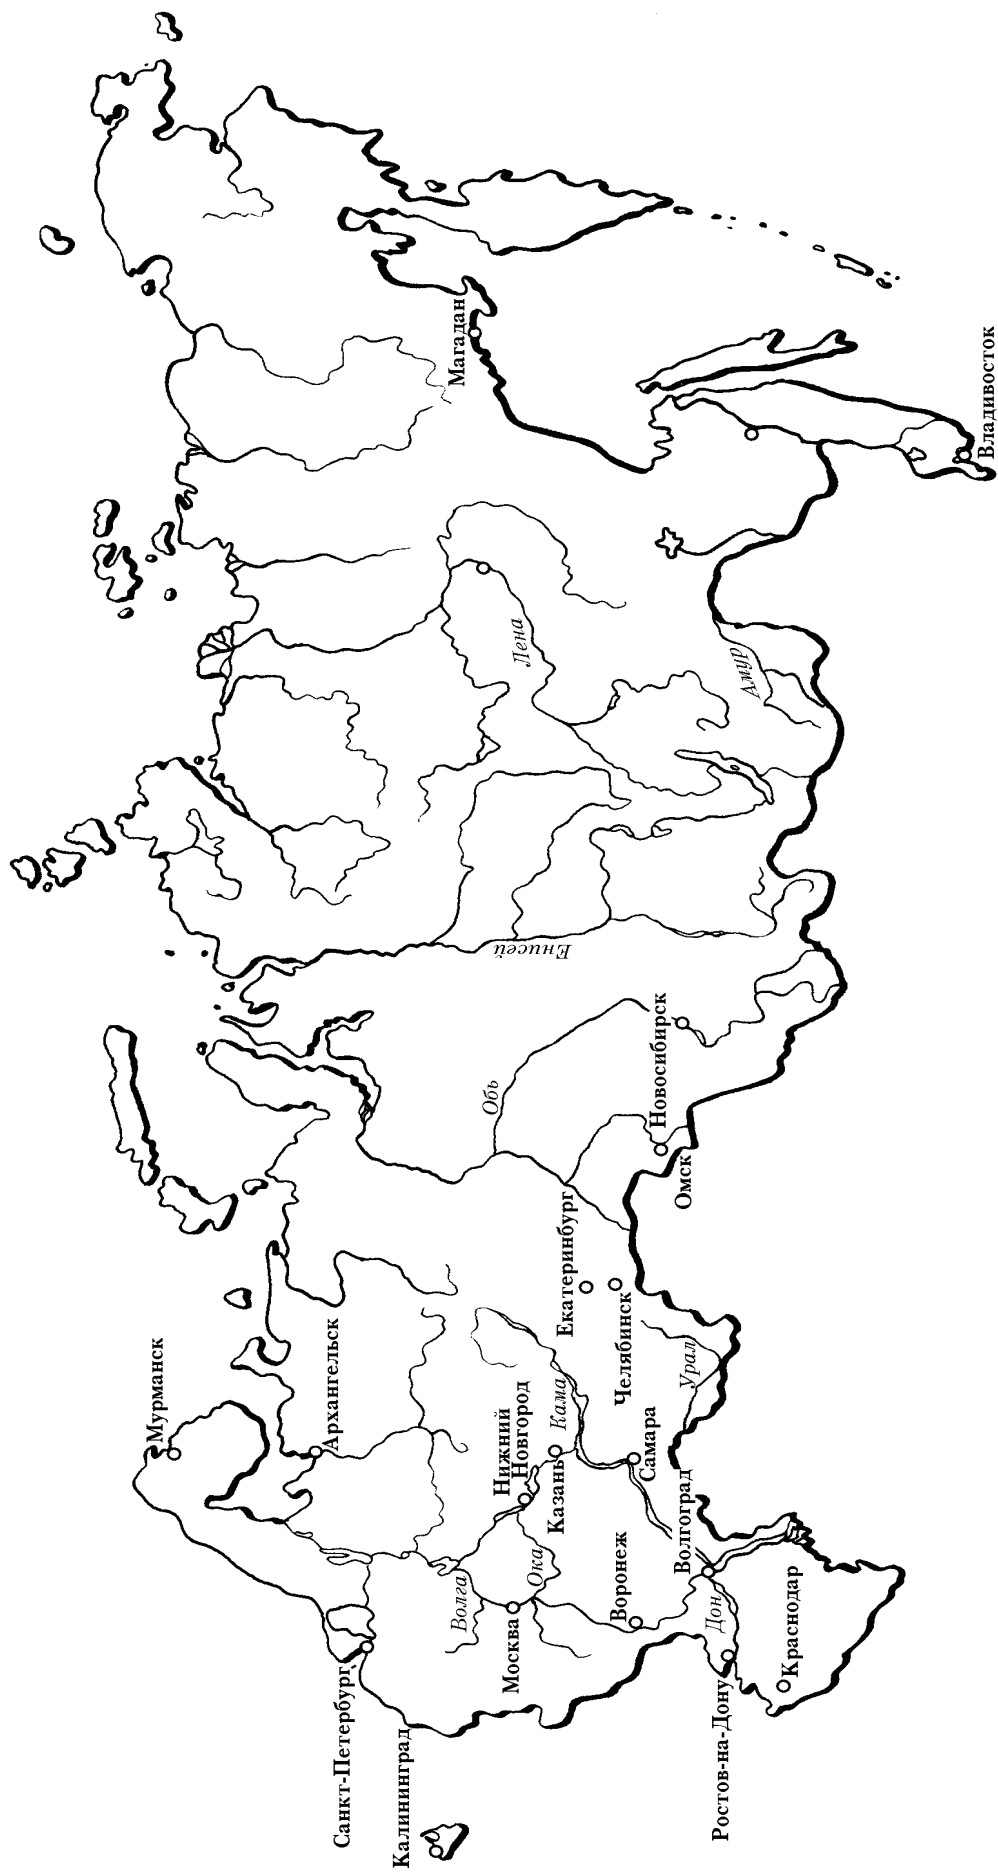 Мурманск
Архангельск
Санкт-Петербург
Калининград
Нижний
Новгород
Казань
Кама
Волга
Ока
Москва
Екатеринбург
Челябинск
Самара
Урал
Воронеж
Волгоград
Дон
Ростов-на-Дону
Краснодар
Обь
Омск
Новосибирск
Енисей
Лена
Амур
Магадан
Владивосток